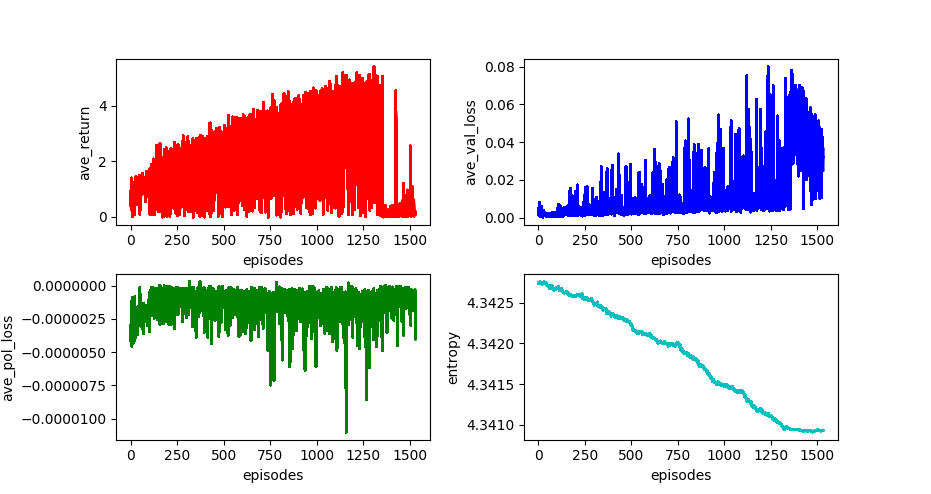 4
2
0
ave_return
0 250 500 750 1000 1250 1500
episodes
0.08
0.06
0.04
0.02
0.00
ave_val_loss
0 250 500 750 1000 1250 1500
episodes
0.0000000
−0.0000025
−0.0000050
−0.0000075
−0.0000100
ave_pol_loss
0 250 500 750 1000 1250 1500
episodes
4.3425
4.3420
4.3415
4.3410
entropy
0 250 500 750 1000 1250 1500
episodes